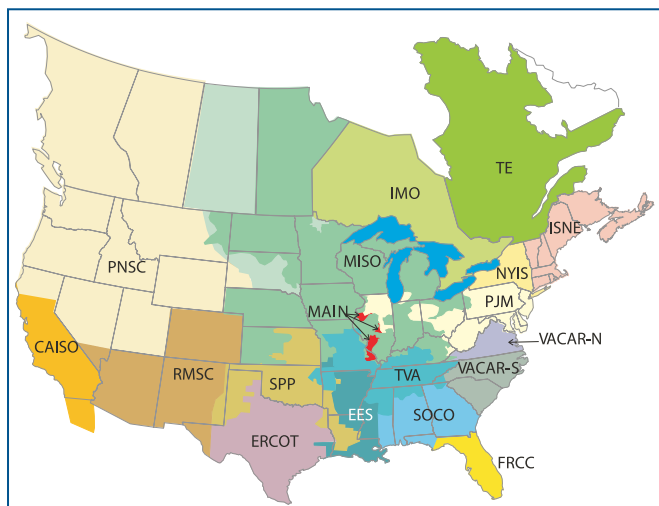 TE
IMO
ISNE
MISO
NYIS
PNSC
PJM
MAIN
VACAR-N
CAISO
VACAR-S
RMSC
TVA
SPP
EES
SOCO
ERCOT
FRCC